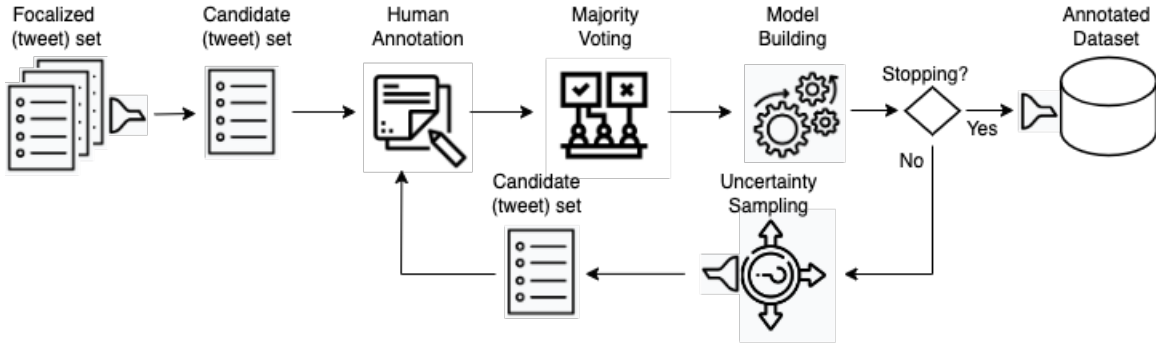 Focalized
(tweet) set
Candidate
(tweet) set
Human
Annotation
Majority
Voting
Model
Building
Stopping?
Annotated
Dataset
Yes
No
Candidate
(tweet) set
Uncertainty
Sampling